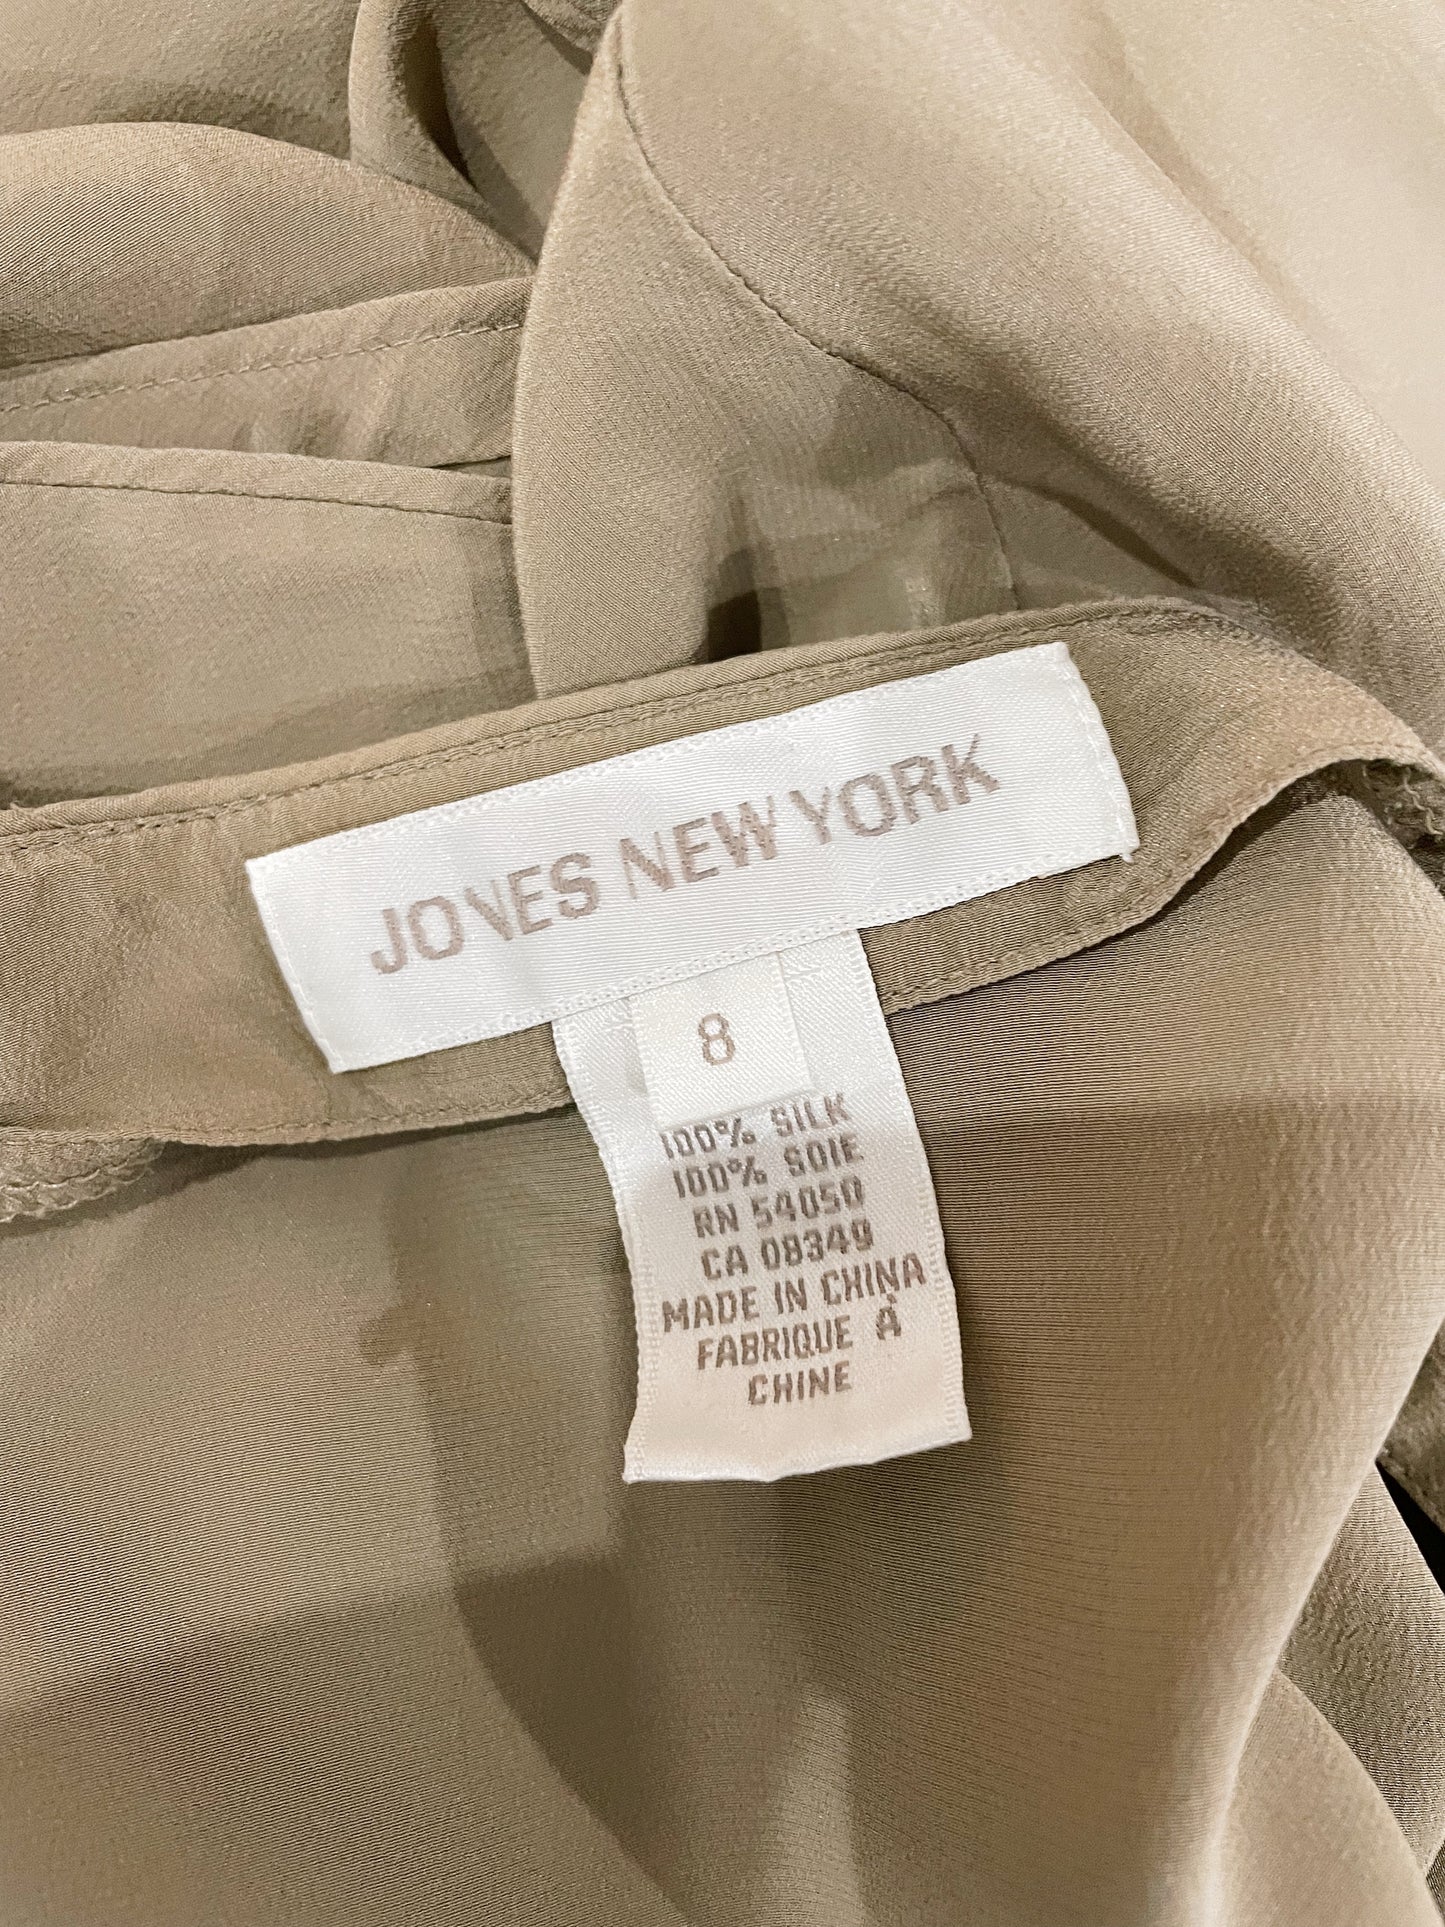 JONES NEW YORK
8
100% SILK
100% SOIE
RN 54050
CA 08349
MADE IN CHINA
FABRIQUE À
CHINE